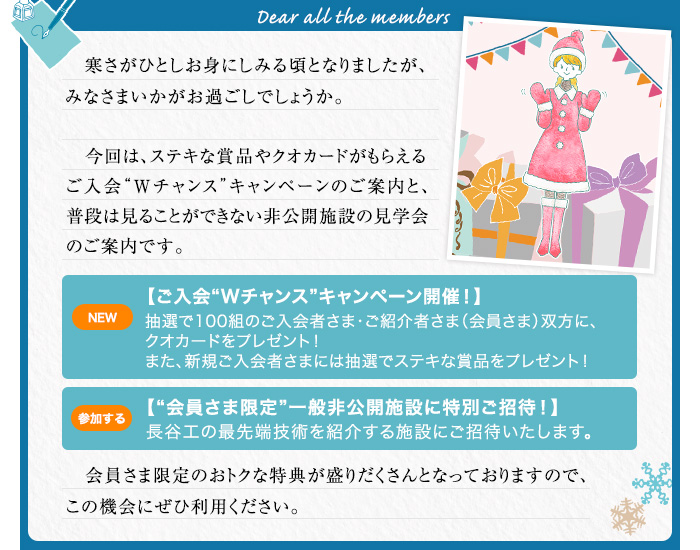 Dear all the members
寒さがひとしお身にしみる頃となりましたが、
みなさまいかがお過ごしでしょうか。
今回は、ステキな賞品やクオカードがもらえる
ご入会“Wチャンス”キャンペーンのご案内と、
普段は見ることができない非公開施設の見学会
のご案内です。
NEW
【ご入会“Wチャンス”キャンペーン開催！】
抽選で100組のご入会者さま・ご紹介者さま（会員さま）双方に、
クオカードをプレゼント！
また、新規ご入会者さまには抽選でステキな賞品をプレゼント！
参加する
【“会員さま限定”一般非公開施設に特別ご招待！】
長谷工の最先端技術を紹介する施設にご招待いたします。
会員さま限定のおトクな特典が盛りだくさんとなっておりますので、
この機会にぜひ利用ください。